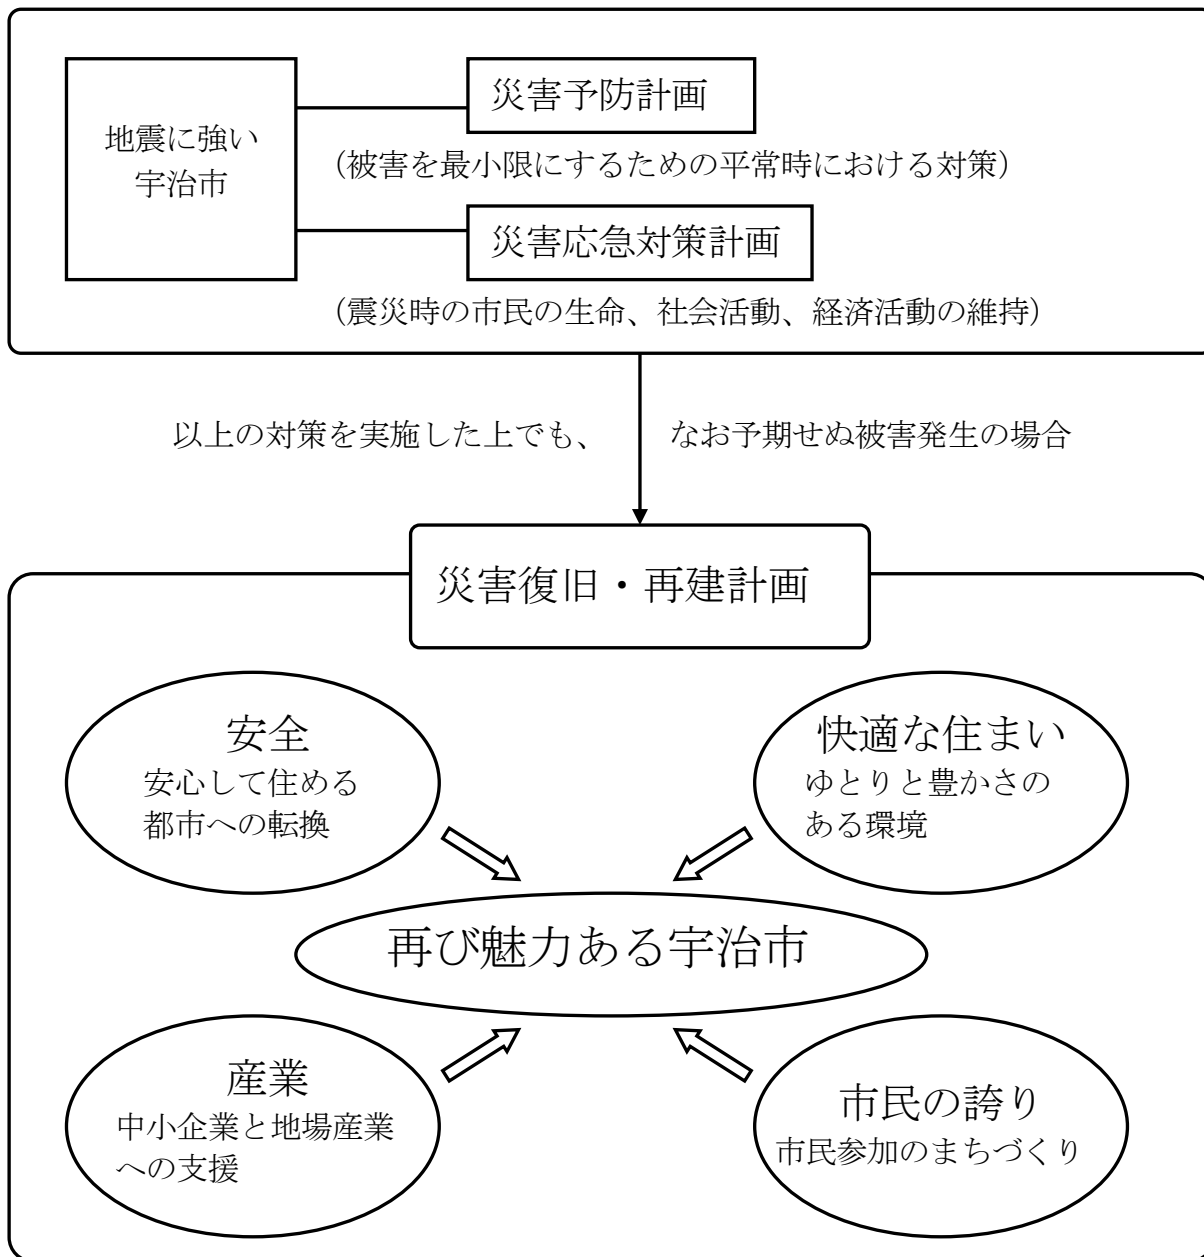 地震に強い
宇治市
災害予防計画
(被害を最小限にするための平常時における対策)
災害応急対策計画
(震災時の市民の生命、社会活動、経済活動の維持)
以上の対策を実施した上でも、 なお予期せぬ被害発生の場合
災害復旧・再建計画
安全
安心して住める
都市への転換
快適な住まい
ゆとりと豊かさの
ある環境
再び魅力ある宇治市
産業
中小企業と地場産業
への支援
市民の誇り
市民参加のまちづくり